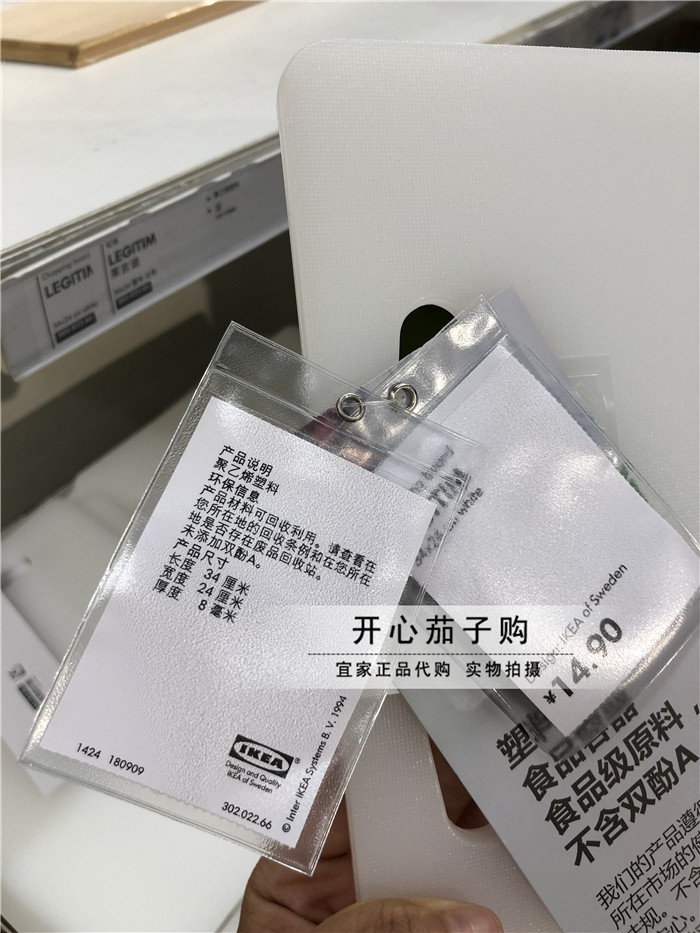 Chopping board
LEGITIM
LEGITIM
产品说明
聚乙烯塑料
环保信息
产品材料可回收利用。请查看在
您所在地的回收条例和在您所在
地是否存在废品回收站。
未添加双酚A。
产品尺寸
长度 34 厘米
宽度 24 厘米
厚度 8 毫米
1424 180909
IKEA®
Design and Quality
IKEA of Sweden
302.022.66
© Inter IKEA Systems B. V. 1994
white
IKEA of Sweden
¥14.90
开心茄子购
宜家正品代购 实物拍摄
食品级原料，
不含双酚A
我们的产品遵循
所在市场的